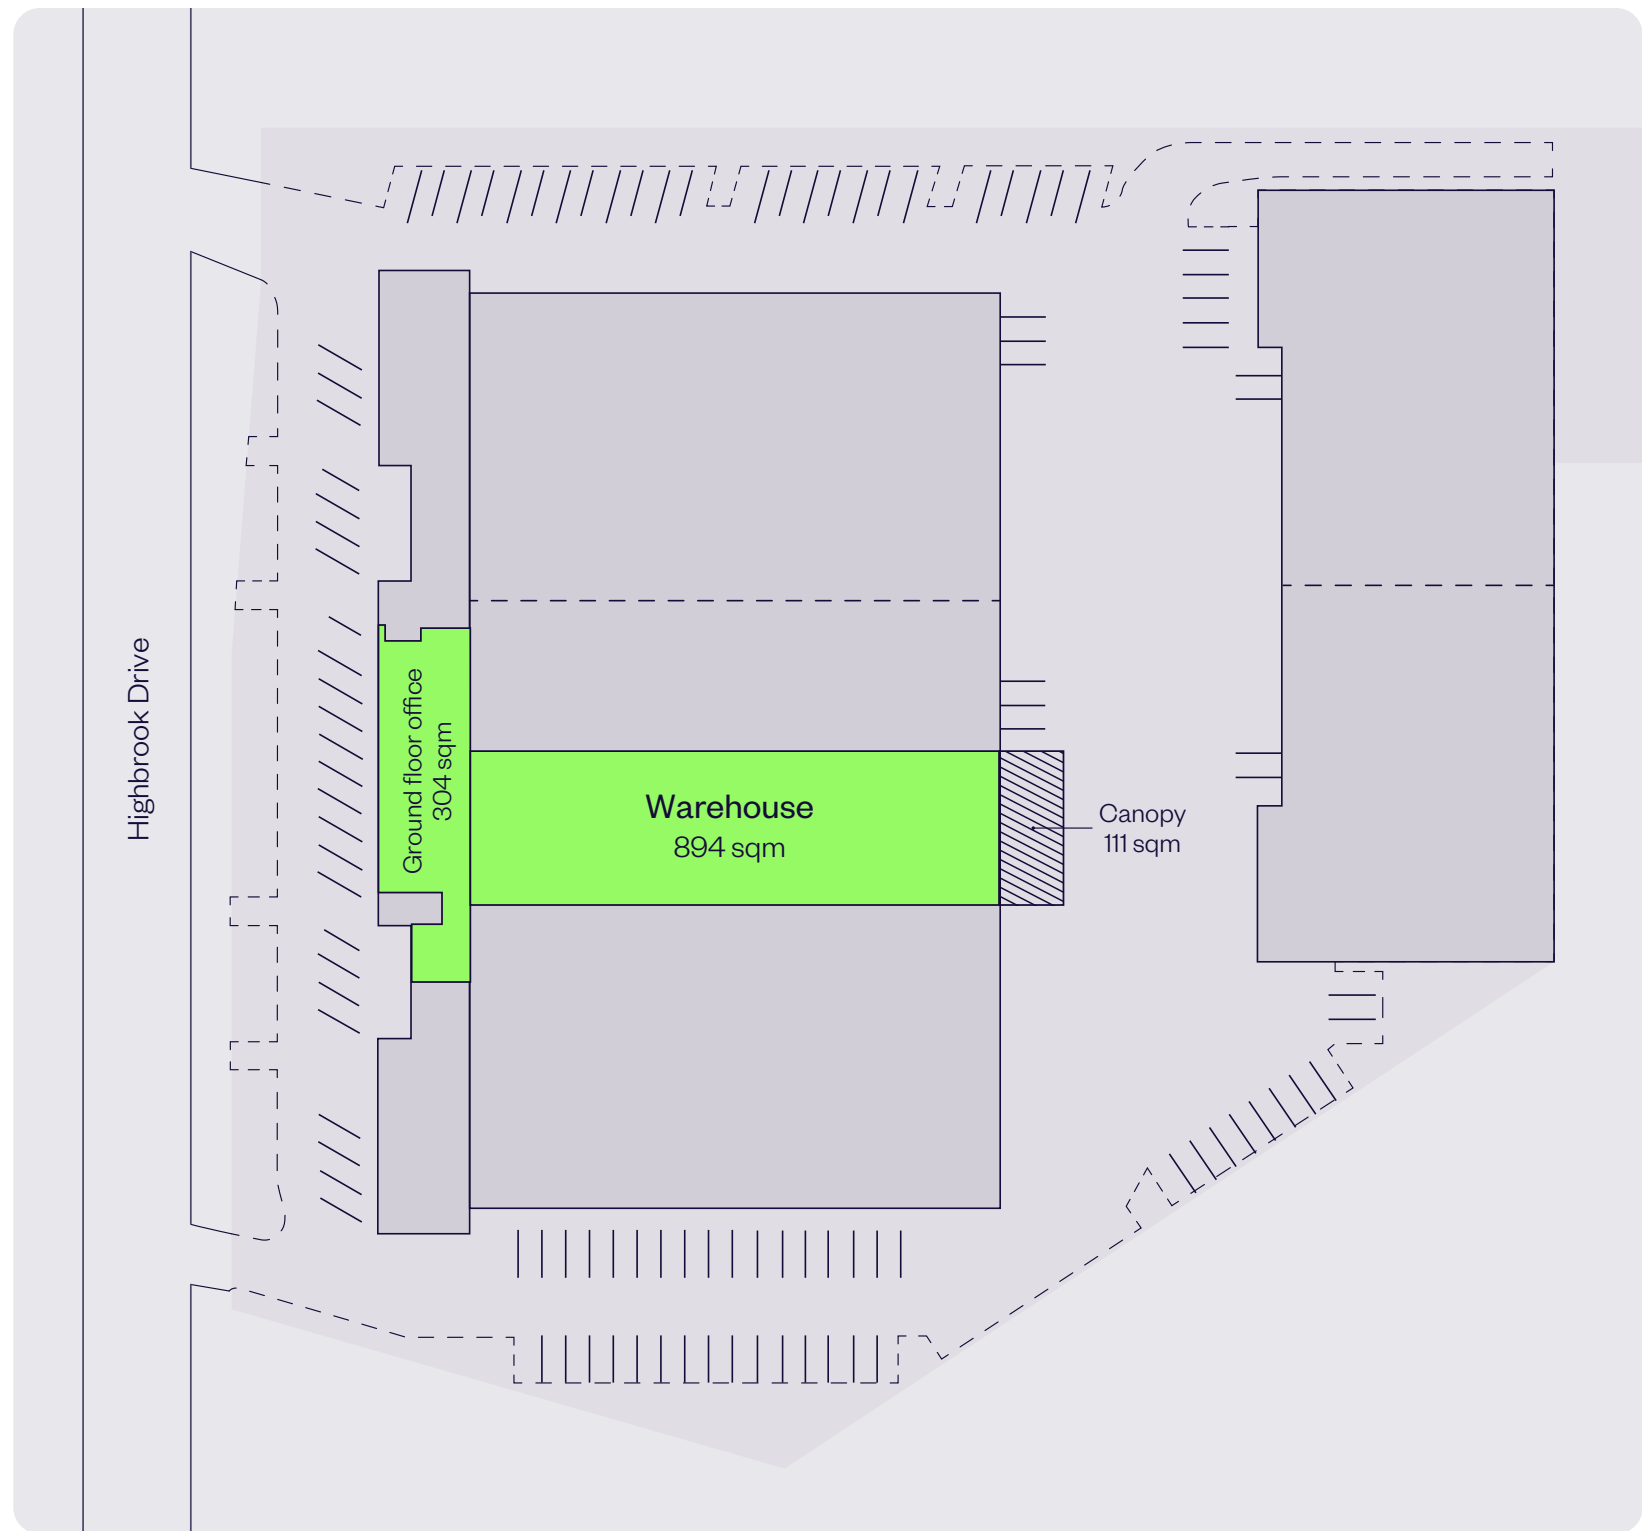 Highbrook Drive
Ground floor office
304 sqm
Warehouse
894 sqm
Canopy
111 sqm